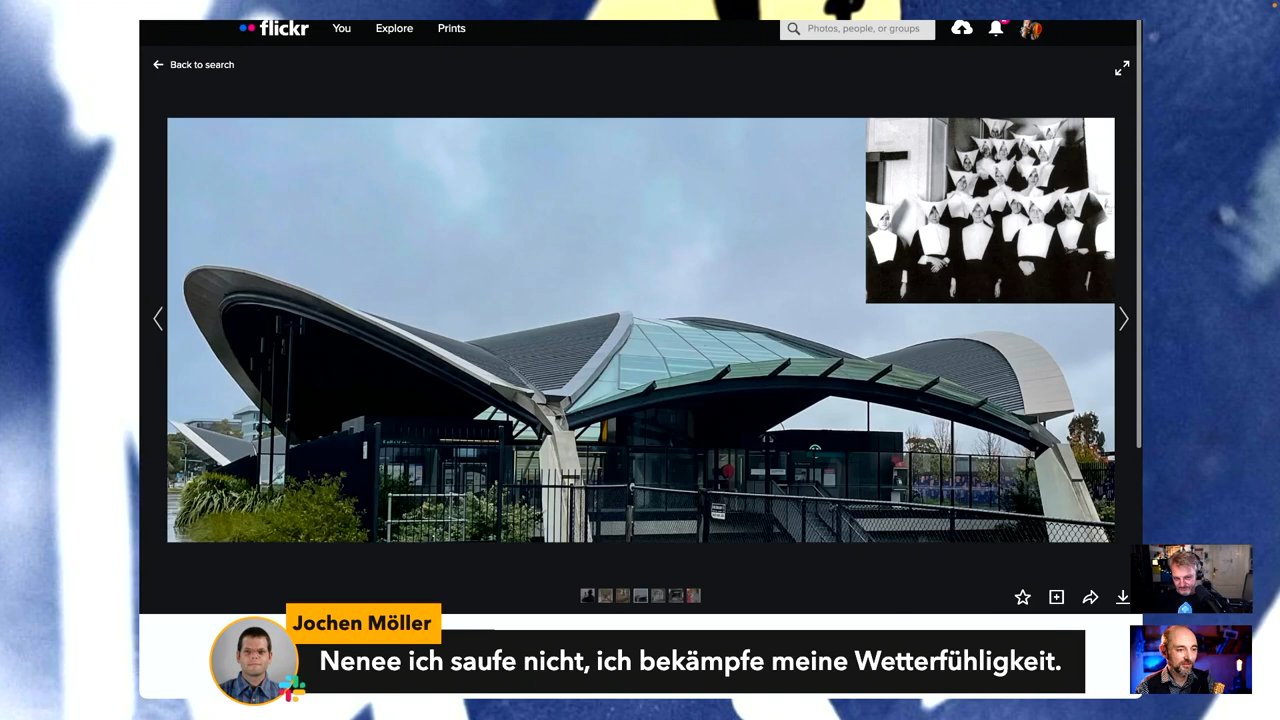 flickr
You
Explore
Prints
Photos, people, or groups
Back to search
Jochen Möller
Nenee ich saufe nicht, ich bekämpfe meine Wetterfühligkeit.